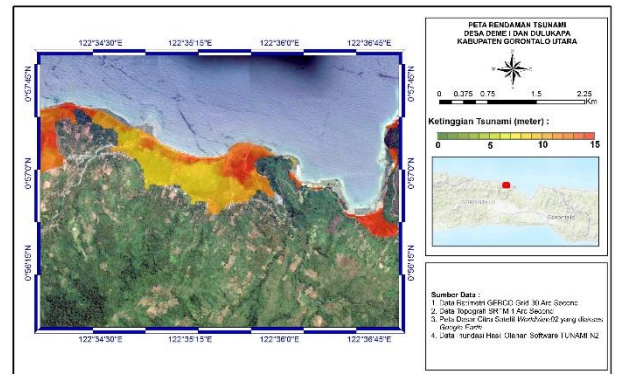 122°34'30"E 122°35'15"E 122°36'0"E 122°36'45"E
0°57'45"N
0°57'0"N
0°56'15"N
0°57'45"N
0°57'0"N
0°56'15"N
122°34'30"E 122°35'15"E 122°36'0"E 122°36'45"E
PETA RENDAMAN TSUNAMI
DESA DEME I DAN DULUKAPA
KABUPATEN GORONTALO UTARA
N
0 0.375 0.75 1.5 2.25
Km
Ketinggian Tsunami (meter) :
0 5 10 15
GORONTALO
Gorontalo
Sumber Data :
1. Data Batimetri GEBCO Grid 30 Arc Second
2. Data Topografi SRTM 1 Arc Second
3. Peta Dasar Citra Satelit Worldview02 yang diakses
Google Earth
4. Data Inundasi Hasil Olahan Software TUNAMI N2